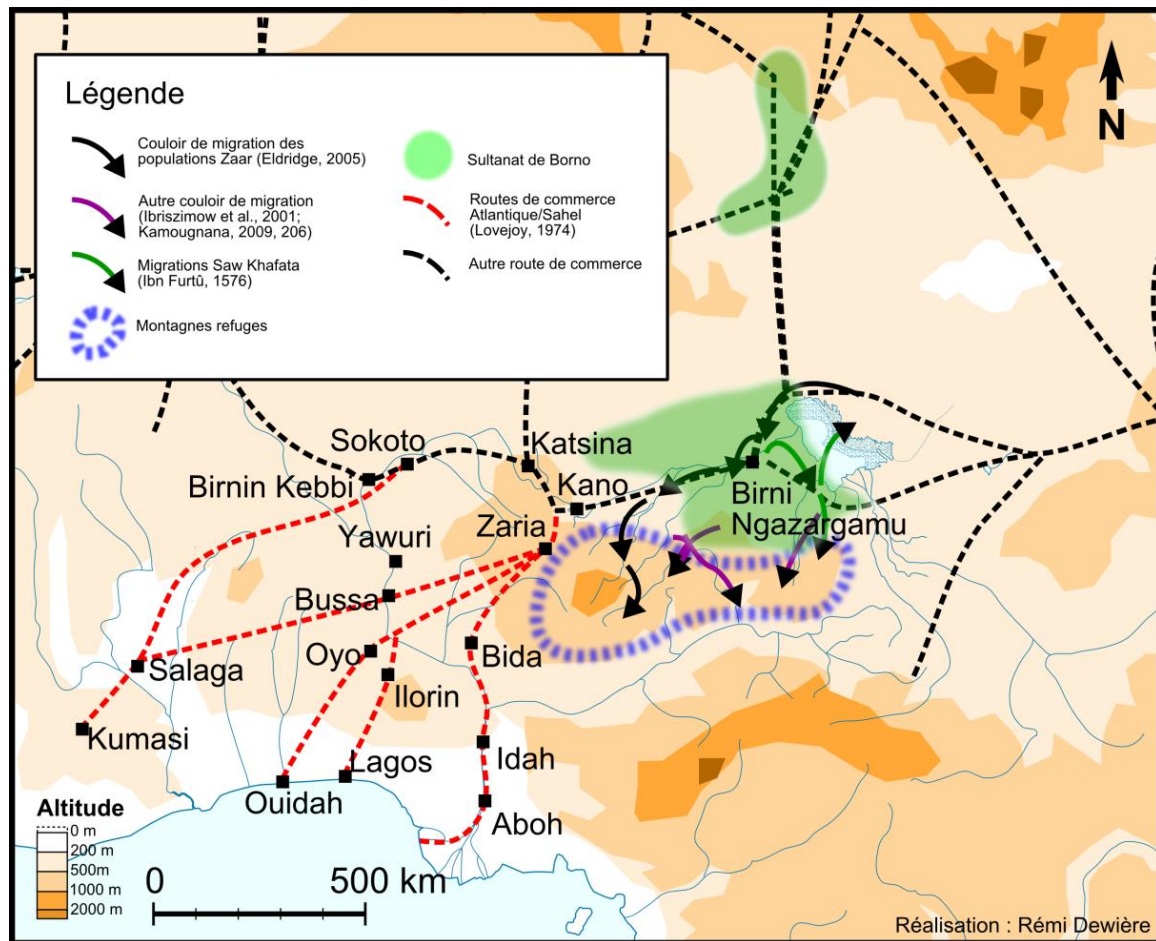 Légende
Couloir de migration des
populations Zaar (Eldridge, 2005)
Autre couloir de migration
(Ibriszimow et al., 2001;
Kamougnana, 2009, 206)
Migrations Saw Khafata
(Ibn Furtû, 1576)
Montagnes refuges
Sultanat de Borno
Routes de commerce
Atlantique/Sahel
(Lovejoy, 1974)
Autre route de commerce
N
Sokoto
Katsina
Birnin Kebbi
Kano
Birni
Ngazargamu
Zaria
Yawuri
Bussa
Oyo
Bida
Salaga
Ilorin
Kumasi
Idah
Lagos
Ouidah
Aboh
Altitude
0 m
200 m
500m
1000 m
2000 m
0 500 km
Réalisation : Rémi Dewière